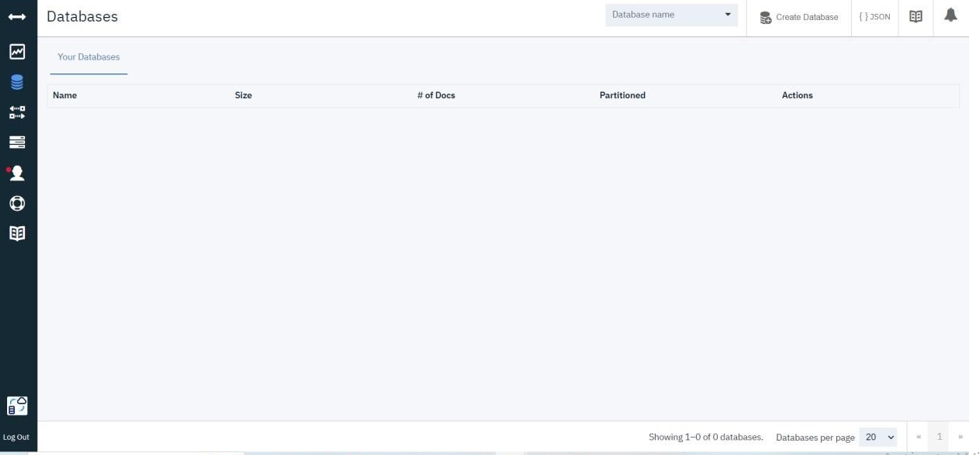 Databases
Database name
Create Database
{ } JSON
Your Databases
Name Size # of Docs Partitioned Actions
Log Out
Showing 1–0 of 0 databases. Databases per page 20 « 1 »